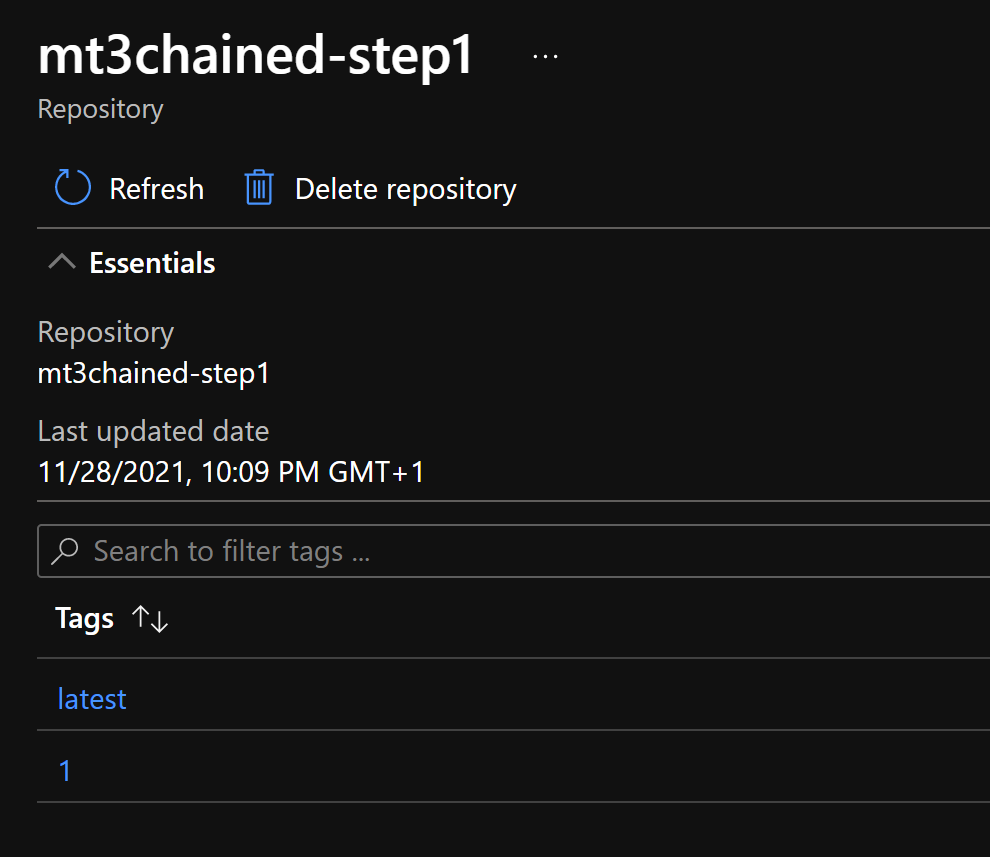 mt3chained-step1 ...
Repository
Refresh Delete repository
Essentials
Repository
mt3chained-step1
Last updated date
11/28/2021, 10:09 PM GMT+1
Search to filter tags ...
Tags
latest
1